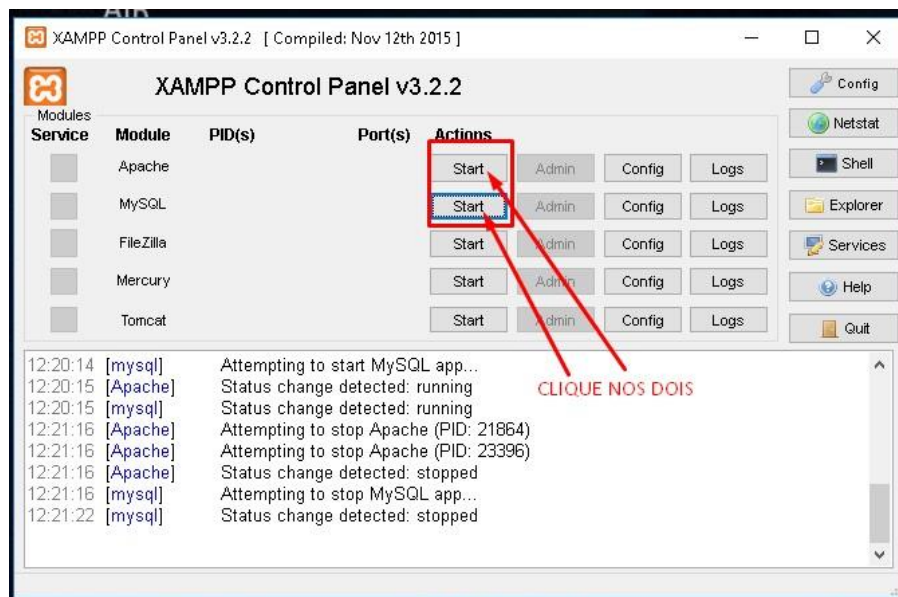 AIR
XAMPP Control Panel v3.2.2 [ Compiled: Nov 12th 2015 ]
XAMPP Control Panel v3.2.2
Config
Modules
Service Module PID(s) Port(s) Actions
Netstat
Apache Start Admin Config Logs
Shell
MySQL Start Admin Config Logs
Explorer
FileZilla Start Admin Config Logs
Services
Mercury Start Admin Config Logs
Help
Tomcat Start Admin Config Logs
Quit
12:20:14 [mysql] Attempting to start MySQL app...
12:20:15 [Apache] Status change detected: running
CLIQUE NOS DOIS
12:20:15 [mysql] Status change detected: running
12:21:16 [Apache] Attempting to stop Apache (PID: 21864)
12:21:16 [Apache] Attempting to stop Apache (PID: 23396)
12:21:16 [Apache] Status change detected: stopped
12:21:16 [mysql] Attempting to stop MySQL app...
12:21:22 [mysql] Status change detected: stopped